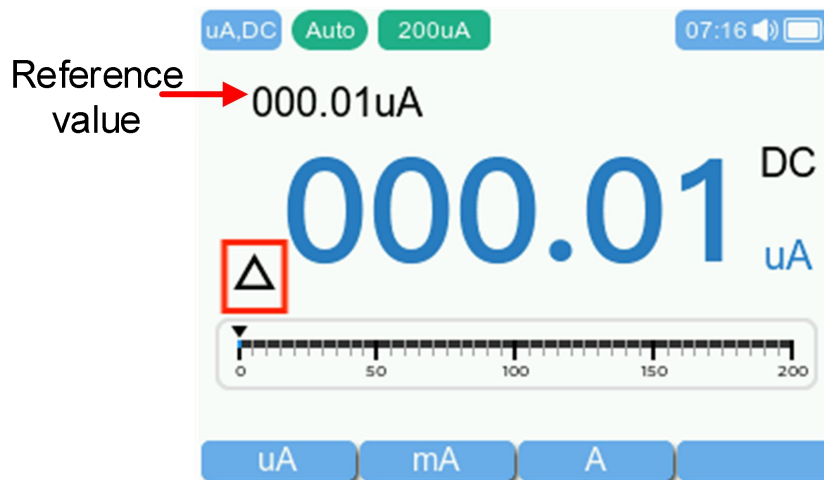 uA,DC Auto 200uA 07:16
Reference
value
000.01uA
000.01 DC
uA
Δ
0 50 100 150 200
uA mA A